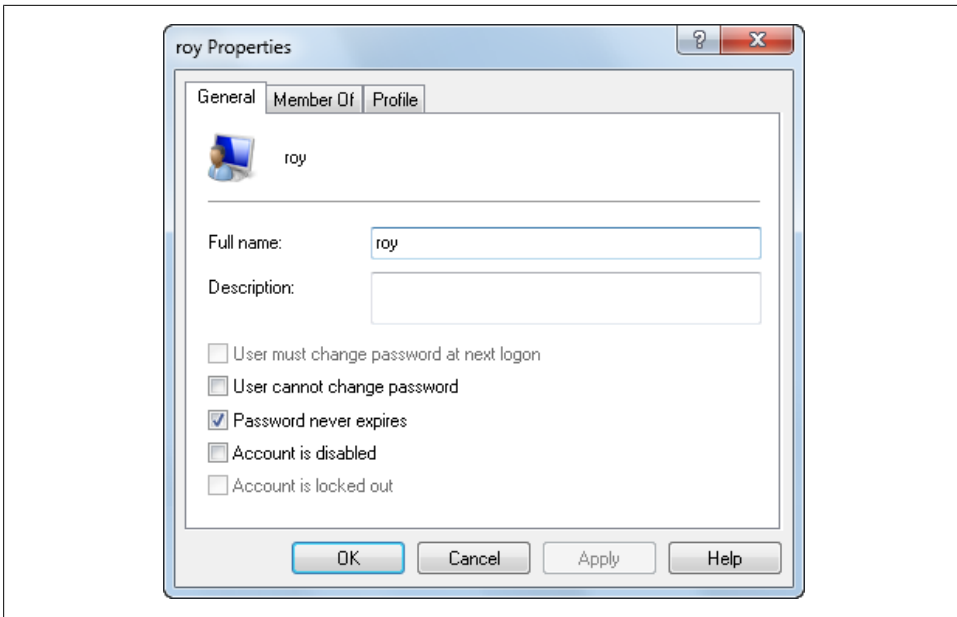 roy Properties
General Member Of Profile
roy
Full name: roy
Description:
User must change password at next logon
User cannot change password
Password never expires
Account is disabled
Account is locked out
OK Cancel Apply Help